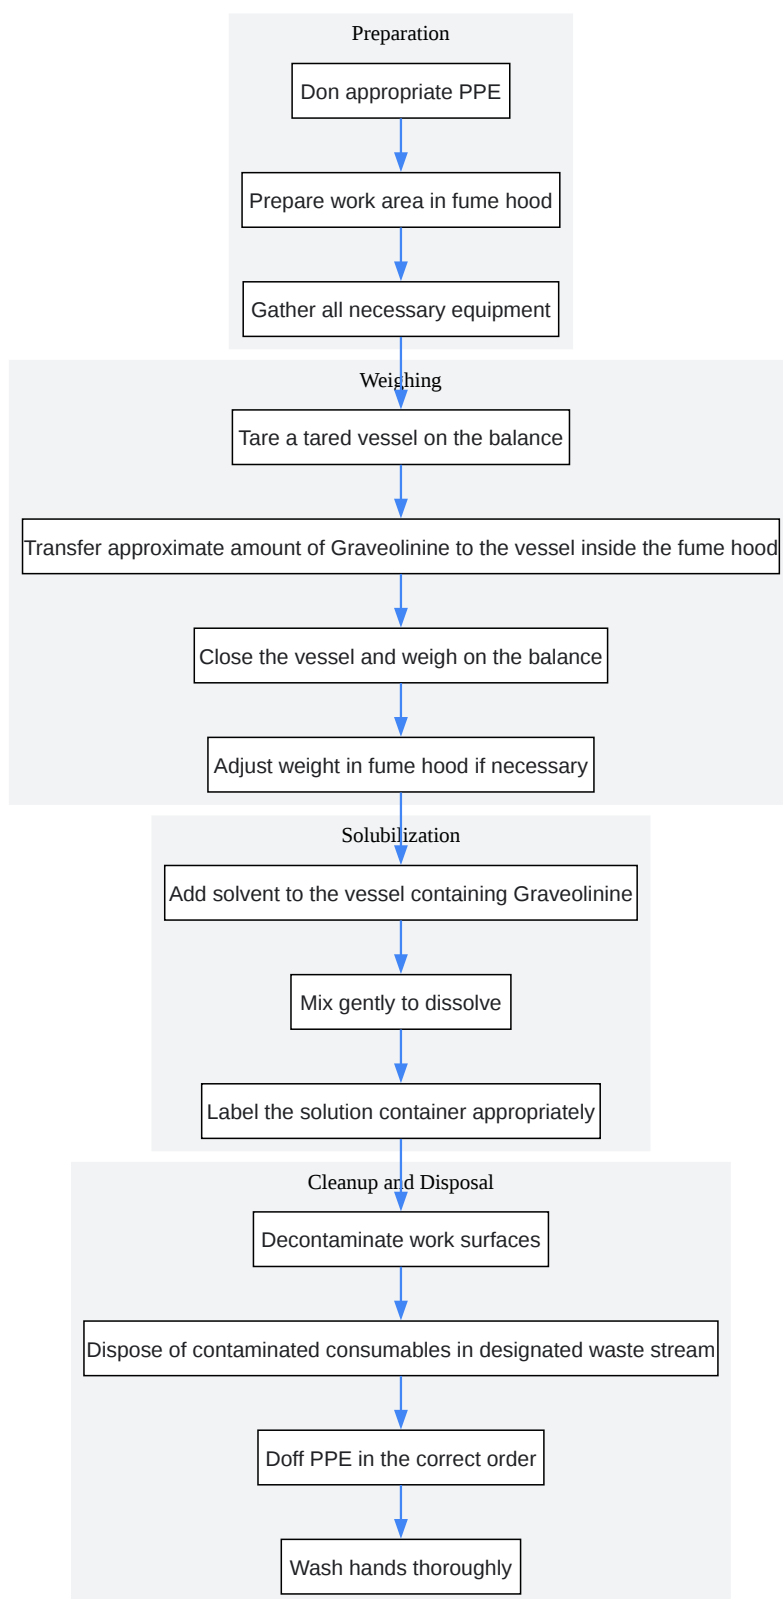 Preparation
Don appropriate PPE
Prepare work area in fume hood
Gather all necessary equipment
Weighing
Tare a tared vessel on the balance
Transfer approximate amount of Graveolinine to the vessel inside the fume hood
Close the vessel and weigh on the balance
Adjust weight in fume hood if necessary
Solubilization
Add solvent to the vessel containing Graveolinine
Mix gently to dissolve
Label the solution container appropriately
Cleanup and Disposal
Decontaminate work surfaces
Dispose of contaminated consumables in designated waste stream
Doff PPE in the correct order
Wash hands thoroughly